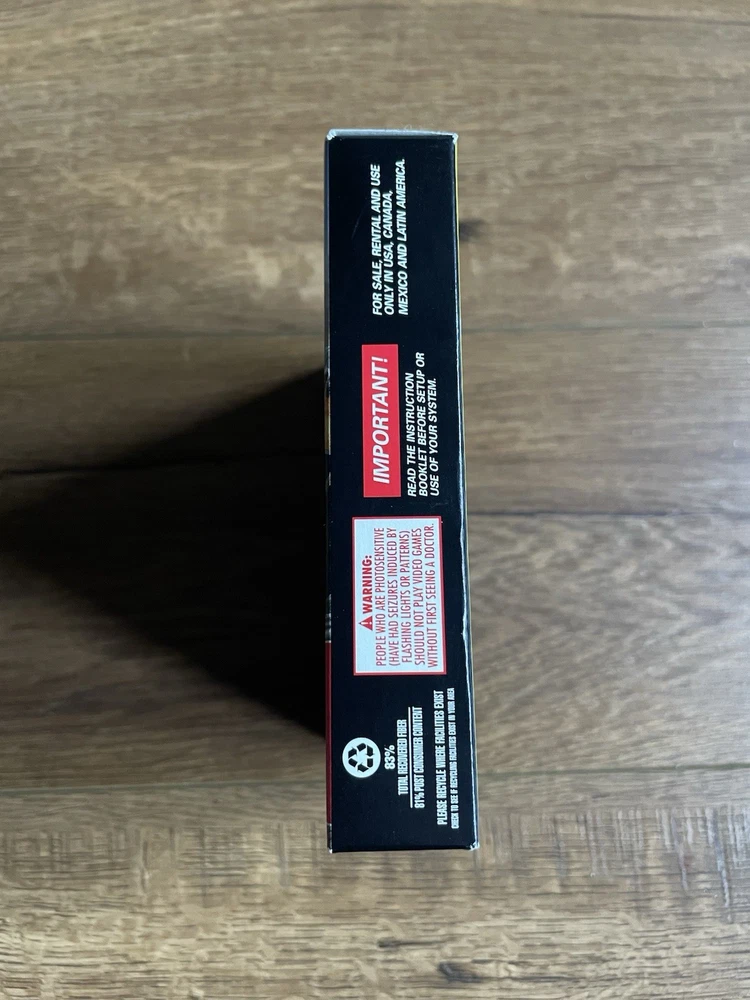 83%
TOTAL RECOVERED FIBER
81% POST CONSUMER CONTENT
PLEASE RECYCLE WHERE FACILITIES EXIST
CHECK TO SEE IF RECYCLING FACILITIES EXIST IN YOUR AREA
WARNING:
PEOPLE WHO ARE PHOTOSENSITIVE
(HAVE HAD SEIZURES INDUCED BY
FLASHING LIGHTS OR PATTERNS)
SHOULD NOT PLAY VIDEO GAMES
WITHOUT FIRST SEEING A DOCTOR.
IMPORTANT!
READ THE INSTRUCTION
BOOKLET BEFORE SETUP OR
USE OF YOUR SYSTEM.
FOR SALE, RENTAL AND USE
ONLY IN USA, CANADA,
MEXICO AND LATIN AMERICA.